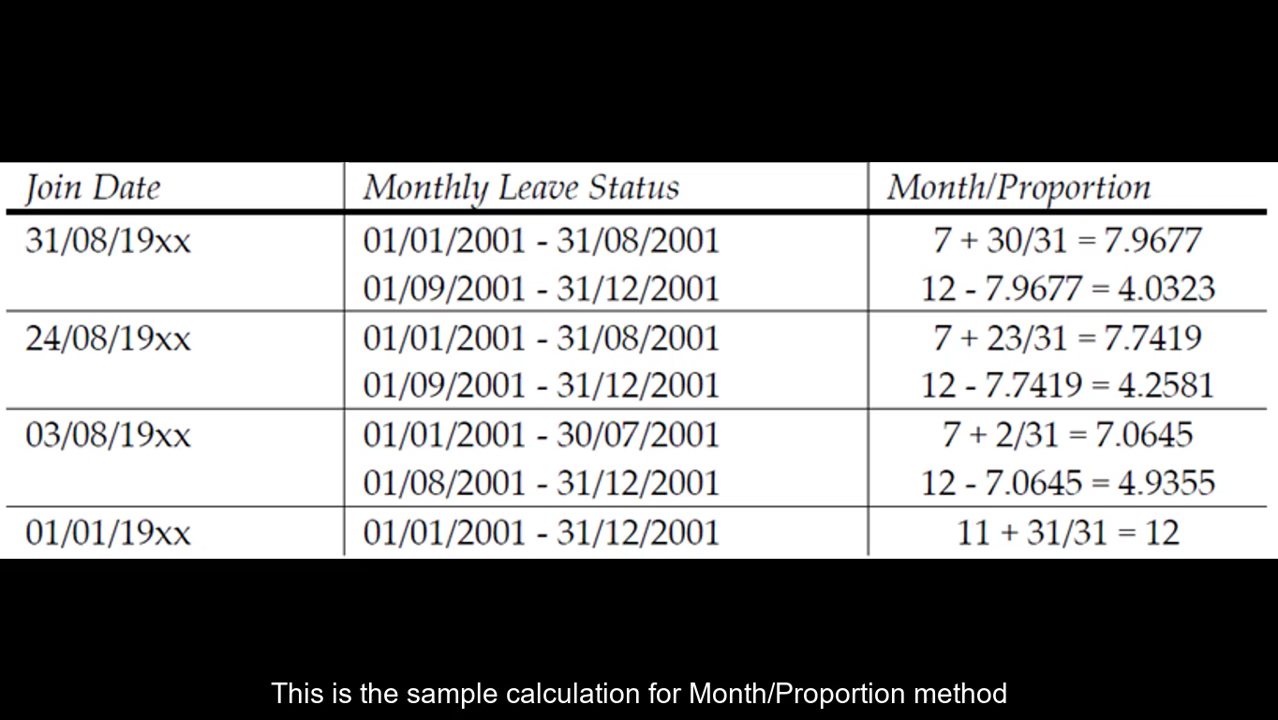 Join Date Monthly Leave Status Month/Proportion
31/08/19xx 01/01/2001 - 31/08/2001 7 + 30/31 = 7.9677
01/09/2001 - 31/12/2001 12 - 7.9677 = 4.0323
24/08/19xx 01/01/2001 - 31/08/2001 7 + 23/31 = 7.7419
01/09/2001 - 31/12/2001 12 - 7.7419 = 4.2581
03/08/19xx 01/01/2001 - 30/07/2001 7 + 2/31 = 7.0645
01/08/2001 - 31/12/2001 12 - 7.0645 = 4.9355
01/01/19xx 01/01/2001 - 31/12/2001 11 + 31/31 = 12
This is the sample calculation for Month/Proportion method